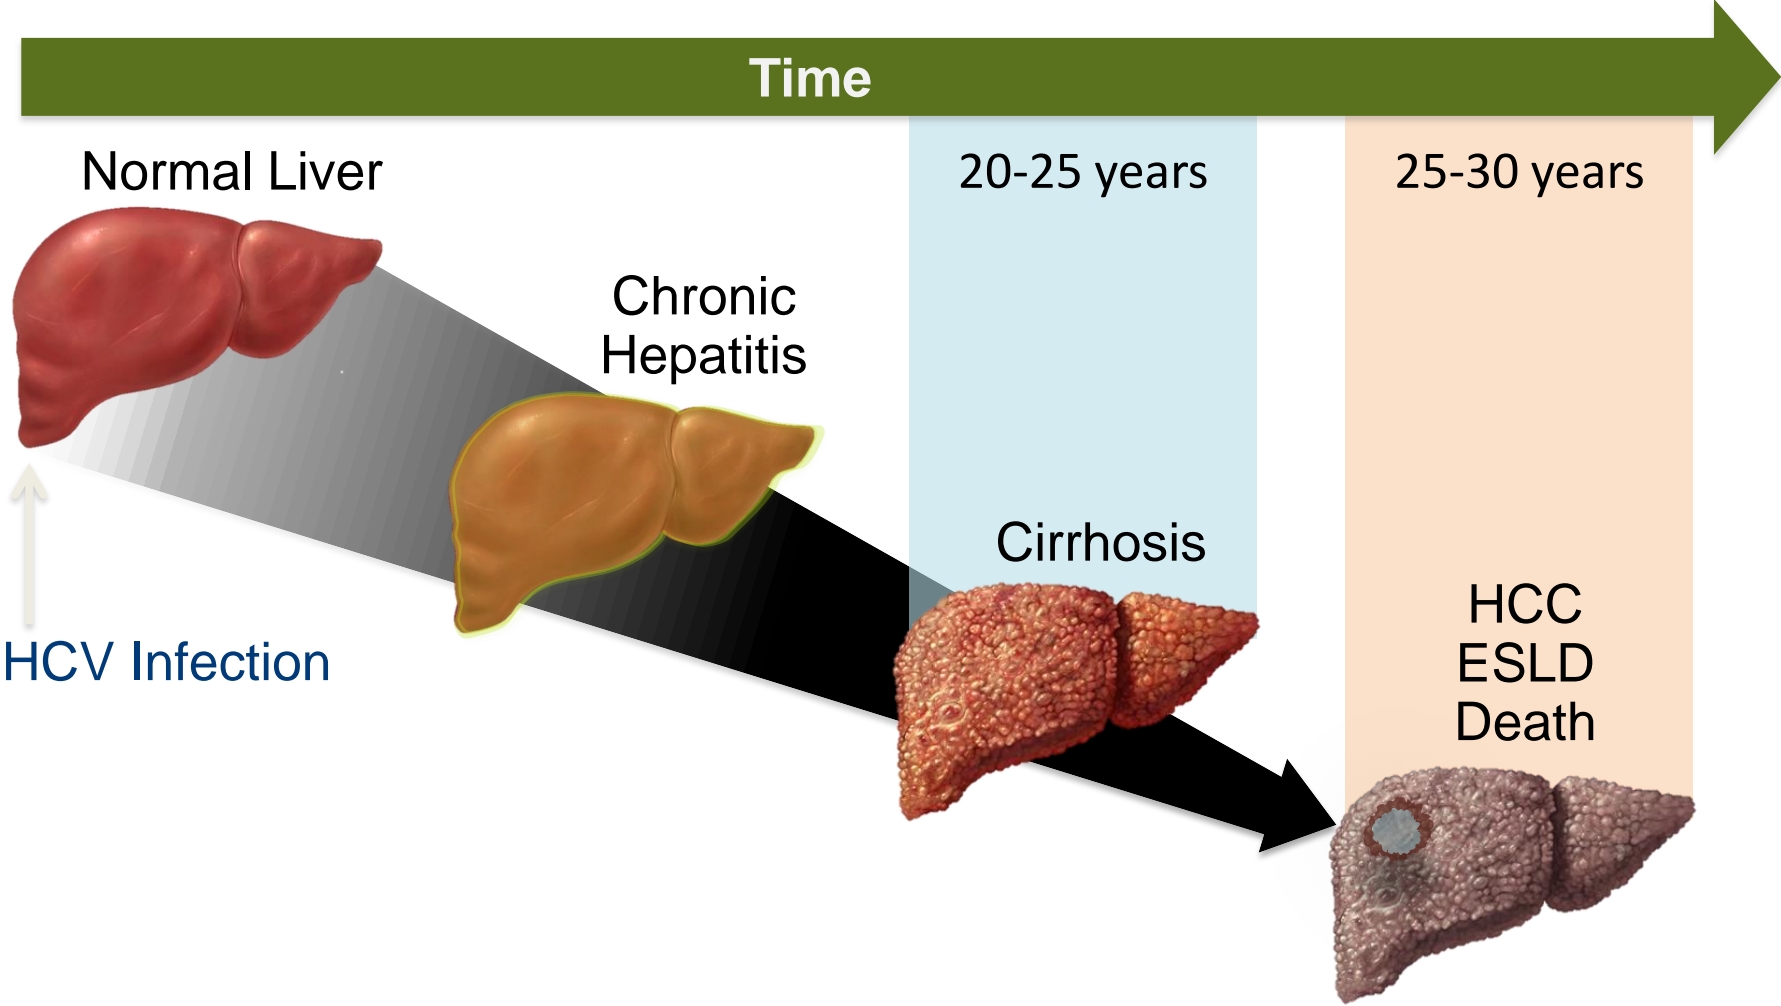 Time
Normal Liver
20-25 years
25-30 years
Chronic
Hepatitis
Cirrhosis
HCC
ESLD
Death
HCV Infection